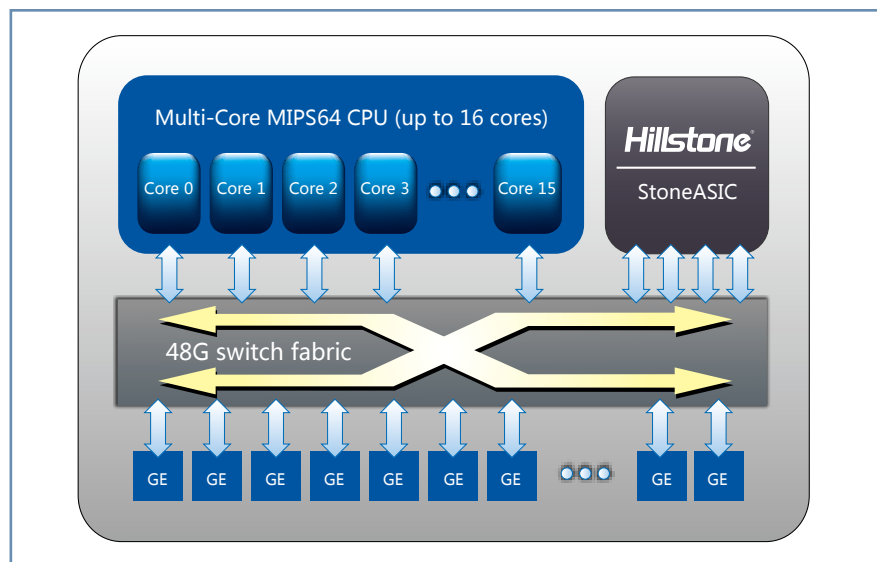 Multi-Core MIPS64 CPU (up to 16 cores)
Core 0 Core 1 Core 2 Core 3 Core 15
Hillstone
StoneASIC
48G switch fabric
GE GE GE GE GE GE GE GE GE